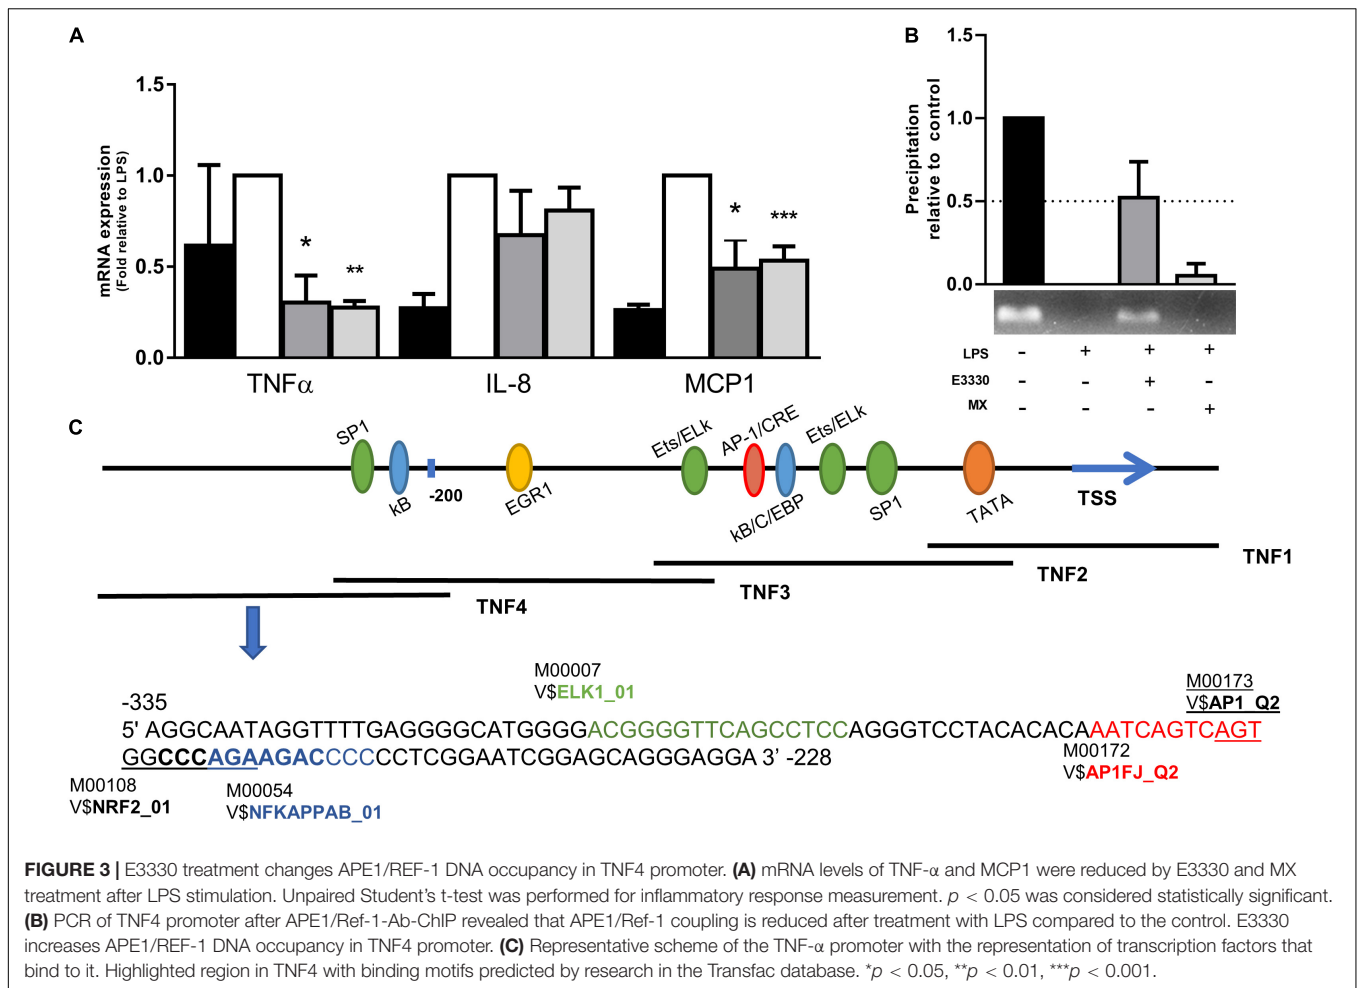 A
1.5
1.0
0.5
0.0
mRNA expression
(Fold relative to LPS)
* **
* ***
TNFα IL-8 MCP1
B
1.5
1.0
0.5
0.0
Precipitation
relative to control
LPS - + + +
E3330 - - + -
MX - - - +
C
SP1
kB
-200
EGR1
Ets/ELk
AP-1/CRE
kB/C/EBP
Ets/ELk
SP1
TATA
TSS
TNF1
TNF2
TNF3
TNF4
M00007
V$ELK1_01
M00173
V$AP1_Q2
-335
5' AGGCAATAGGTTTTGAGGGGCATGGGGACGGGGTTCAGCCTCCAGGGTCCTACACACAAATCAGTCAGT
GGCCCAGAAGACCCCCCTCGGAATCGGAGCAGGGAGGA 3' -228
M00172
V$AP1FJ_Q2
M00108
V$NRF2_01
M00054
V$NFKAPPAB_01
FIGURE 3 | E3330 treatment changes APE1/REF-1 DNA occupancy in TNF4 promoter. (A) mRNA levels of TNF-α and MCP1 were reduced by E3330 and MX
treatment after LPS stimulation. Unpaired Student's t-test was performed for inflammatory response measurement. p < 0.05 was considered statistically significant.
(B) PCR of TNF4 promoter after APE1/Ref-1-Ab-ChIP revealed that APE1/Ref-1 coupling is reduced after treatment with LPS compared to the control. E3330
increases APE1/REF-1 DNA occupancy in TNF4 promoter. (C) Representative scheme of the TNF-α promoter with the representation of transcription factors that
bind to it. Highlighted region in TNF4 with binding motifs predicted by research in the Transfac database. *p < 0.05, **p < 0.01, ***p < 0.001.